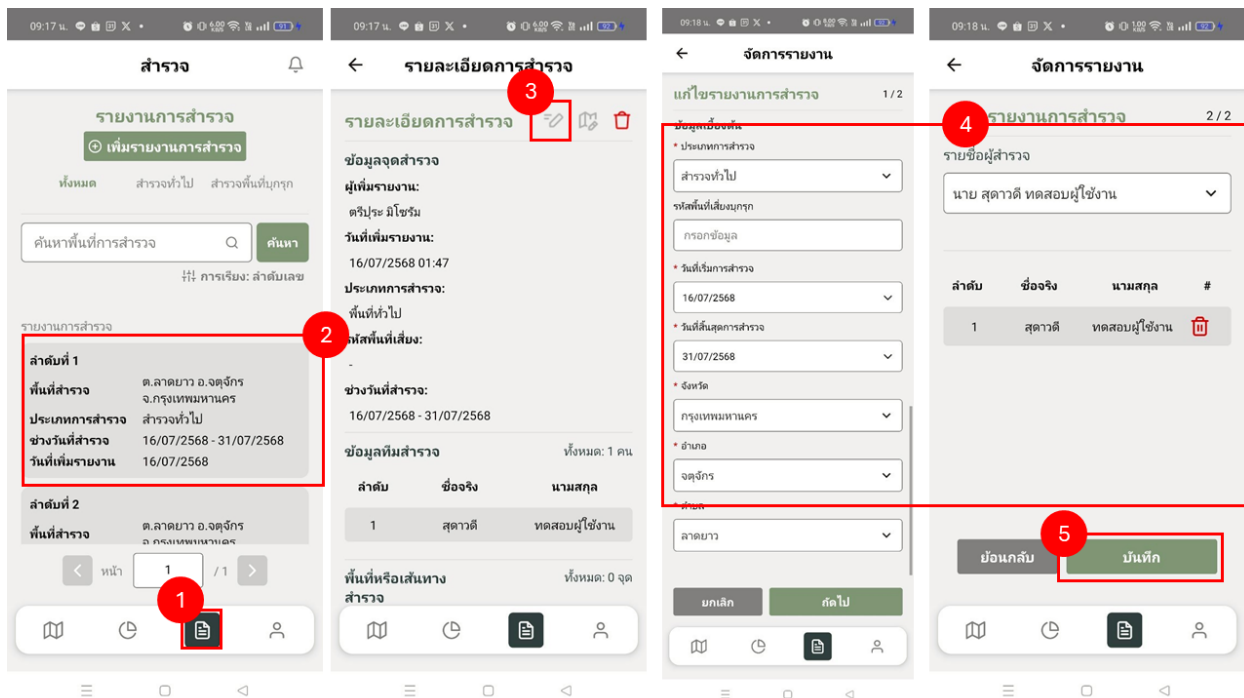 09:17 น.
91
สำรวจ
รายงานการสำรวจ
เพิ่มรายงานการสำรวจ
ทั้งหมด สำรวจทั่วไป สำรวจพื้นที่บุกรุก
ค้นหาพื้นที่การสำรวจ ค้นหา
การเรียง: ลำดับเลข
รายงานการสำรวจ
2
ลำดับที่ 1
พื้นที่สำรวจ ต.ลาดยาว อ.จตุจักร
จ.กรุงเทพมหานคร
ประเภทการสำรวจ สำรวจทั่วไป
ช่วงวันที่สำรวจ 16/07/2568 - 31/07/2568
วันที่เพิ่มรายงาน 16/07/2568
ลำดับที่ 2
พื้นที่สำรวจ ต.ลาดยาว อ.จตุจักร
จ.กรุงเทพมหานคร
หน้า 1 / 1
1
09:17 น.
รายละเอียดการสำรวจ
3
รายละเอียดการสำรวจ
ข้อมูลจุดสำรวจ
ผู้เพิ่มรายงาน:
ตรีประ มิโซรัม
วันที่เพิ่มรายงาน:
16/07/2568 01:47
ประเภทการสำรวจ:
พื้นที่ทั่วไป
รหัสพื้นที่เสี่ยง:
-
ช่วงวันที่สำรวจ:
16/07/2568 - 31/07/2568
ข้อมูลทีมสำรวจ ทั้งหมด: 1 คน
ลำดับ ชื่อจริง นามสกุล
1 สุดาวดี ทดสอบผู้ใช้งาน
พื้นที่หรือเส้นทาง ทั้งหมด: 0 จุด
สำรวจ
09:18 น.
จัดการรายงาน
แก้ไขรายงานการสำรวจ 1/2
ข้อมูลเบื้องต้น
* ประเภทการสำรวจ
สำรวจทั่วไป
รหัสพื้นที่เสี่ยงบุกรุก
กรอกข้อมูล
* วันที่เริ่มการสำรวจ
16/07/2568
* วันที่สิ้นสุดการสำรวจ
31/07/2568
* จังหวัด
กรุงเทพมหานคร
* อำเภอ
จตุจักร
* ตำบล
ลาดยาว
ยกเลิก ถัดไป
09:18 น.
จัดการรายงาน
4
รายงานการสำรวจ 2/2
รายชื่อผู้สำรวจ
นาย สุดาวดี ทดสอบผู้ใช้งาน
ลำดับ ชื่อจริง นามสกุล #
1 สุดาวดี ทดสอบผู้ใช้งาน
5
ย้อนกลับ บันทึก